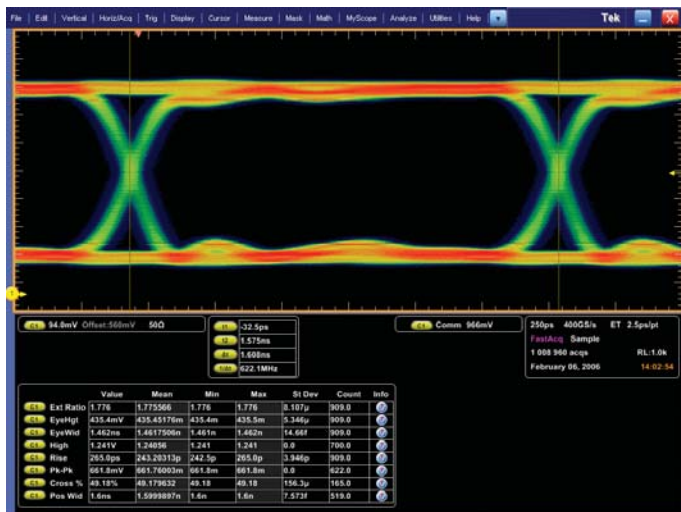 File | Edit | Vertical | Horiz/Acq | Trig | Display | Cursor | Measure | Mask | Math | MyScope | Analyze | Utilities | Help Tek X
1
C1 94.0mV Offset:560mV 50Ω
t1 -32.5ps
t2 1.575ns
Δt 1.608ns
1/Δt 622.1MHz
C1 Comm 966mV
250ps 400GS/s ET 2.5ps/pt
FastAcq Sample
1 008 960 acqs RL:1.0k
February 06, 2006 14:02:54
Value Mean Min Max St Dev Count Info
C1 Ext Ratio 1.776 1.775566 1.776 1.776 8.107µ 909.0
C1 EyeHgt 435.4mV 435.45176m 435.4m 435.5m 5.346µ 909.0
C1 EyeWid 1.462ns 1.4617506n 1.461n 1.462n 14.66f 909.0
C1 High 1.241V 1.24056 1.241 1.241 0.0 700.0
C1 Rise 265.0ps 243.20313p 242.5p 265.0p 3.946p 909.0
C1 Pk-Pk 661.8mV 661.76003m 661.8m 661.8m 0.0 622.0
C1 Cross % 49.18% 49.179632 49.18 49.18 156.3µ 165.0
C1 Pos Wid 1.6ns 1.5999897n 1.6n 1.6n 7.573f 519.0